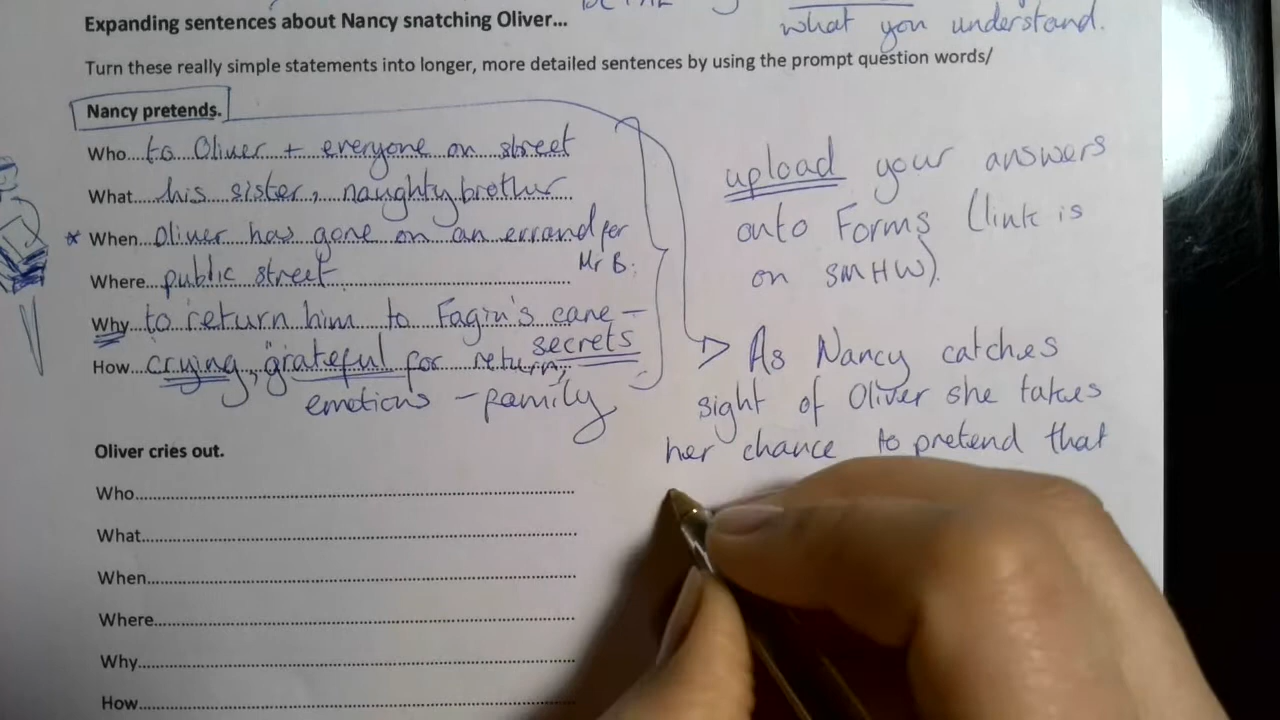 what you understand.
Expanding sentences about Nancy snatching Oliver...
Turn these really simple statements into longer, more detailed sentences by using the prompt question words/
Nancy pretends.
Who...to Oliver + everyone on street
What...his sister, naughty brother
* When...Oliver has gone on an errand for
Mr B.
Where...public street
Why...to return him to Fagin's cane –
secrets
How...crying, grateful for return,
emotions – family
upload your answers
onto Forms (link is
on SMHW).
As Nancy catches
sight of Oliver she takes
her chance to pretend that
Oliver cries out.
Who
What
When
Where
Why
How